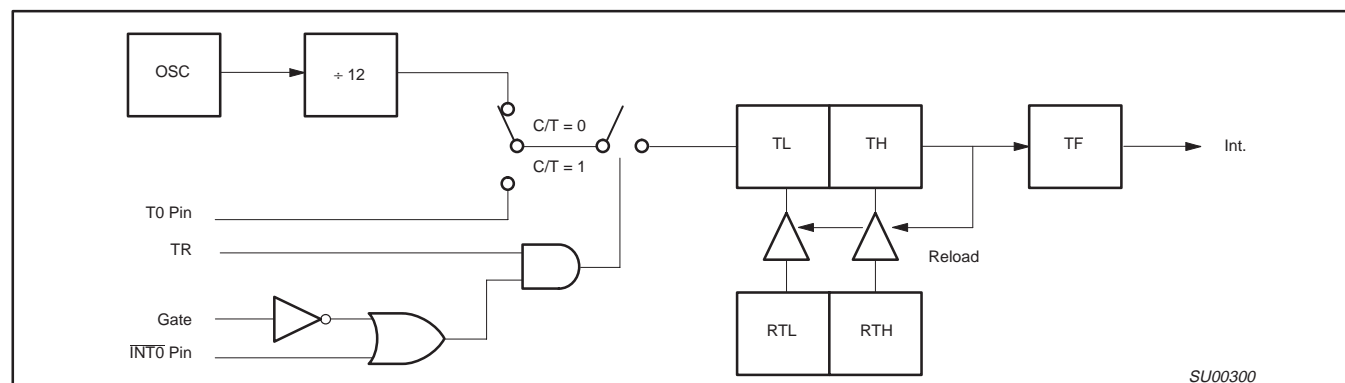 OSC
÷ 12
C/T = 0
C/T = 1
TL
TH
TF
Int.
T0 Pin
TR
Reload
Gate
INT0 Pin
RTL
RTH
SU00300